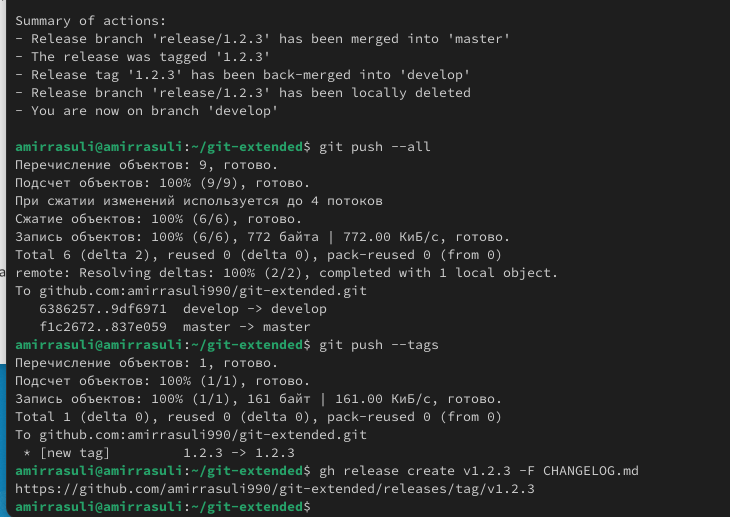 Summary of actions:
- Release branch 'release/1.2.3' has been merged into 'master'
- The release was tagged '1.2.3'
- Release tag '1.2.3' has been back-merged into 'develop'
- Release branch 'release/1.2.3' has been locally deleted
- You are now on branch 'develop'
amirrasuli@amirrasuli:~/git-extended$ git push --all
Перечисление объектов: 9, готово.
Подсчет объектов: 100% (9/9), готово.
При сжатии изменений используется до 4 потоков
Сжатие объектов: 100% (6/6), готово.
Запись объектов: 100% (6/6), 772 байта | 772.00 КиБ/с, готово.
Total 6 (delta 2), reused 0 (delta 0), pack-reused 0 (from 0)
remote: Resolving deltas: 100% (2/2), completed with 1 local object.
To github.com:amirrasuli990/git-extended.git
   6386257..9df6971  develop -> develop
   f1c2672..837e059  master -> master
amirrasuli@amirrasuli:~/git-extended$ git push --tags
Перечисление объектов: 1, готово.
Подсчет объектов: 100% (1/1), готово.
Запись объектов: 100% (1/1), 161 байт | 161.00 КиБ/с, готово.
Total 1 (delta 0), reused 0 (delta 0), pack-reused 0 (from 0)
To github.com:amirrasuli990/git-extended.git
 * [new tag]         1.2.3 -> 1.2.3
amirrasuli@amirrasuli:~/git-extended$ gh release create v1.2.3 -F CHANGELOG.md
https://github.com/amirrasuli990/git-extended/releases/tag/v1.2.3
amirrasuli@amirrasuli:~/git-extended$